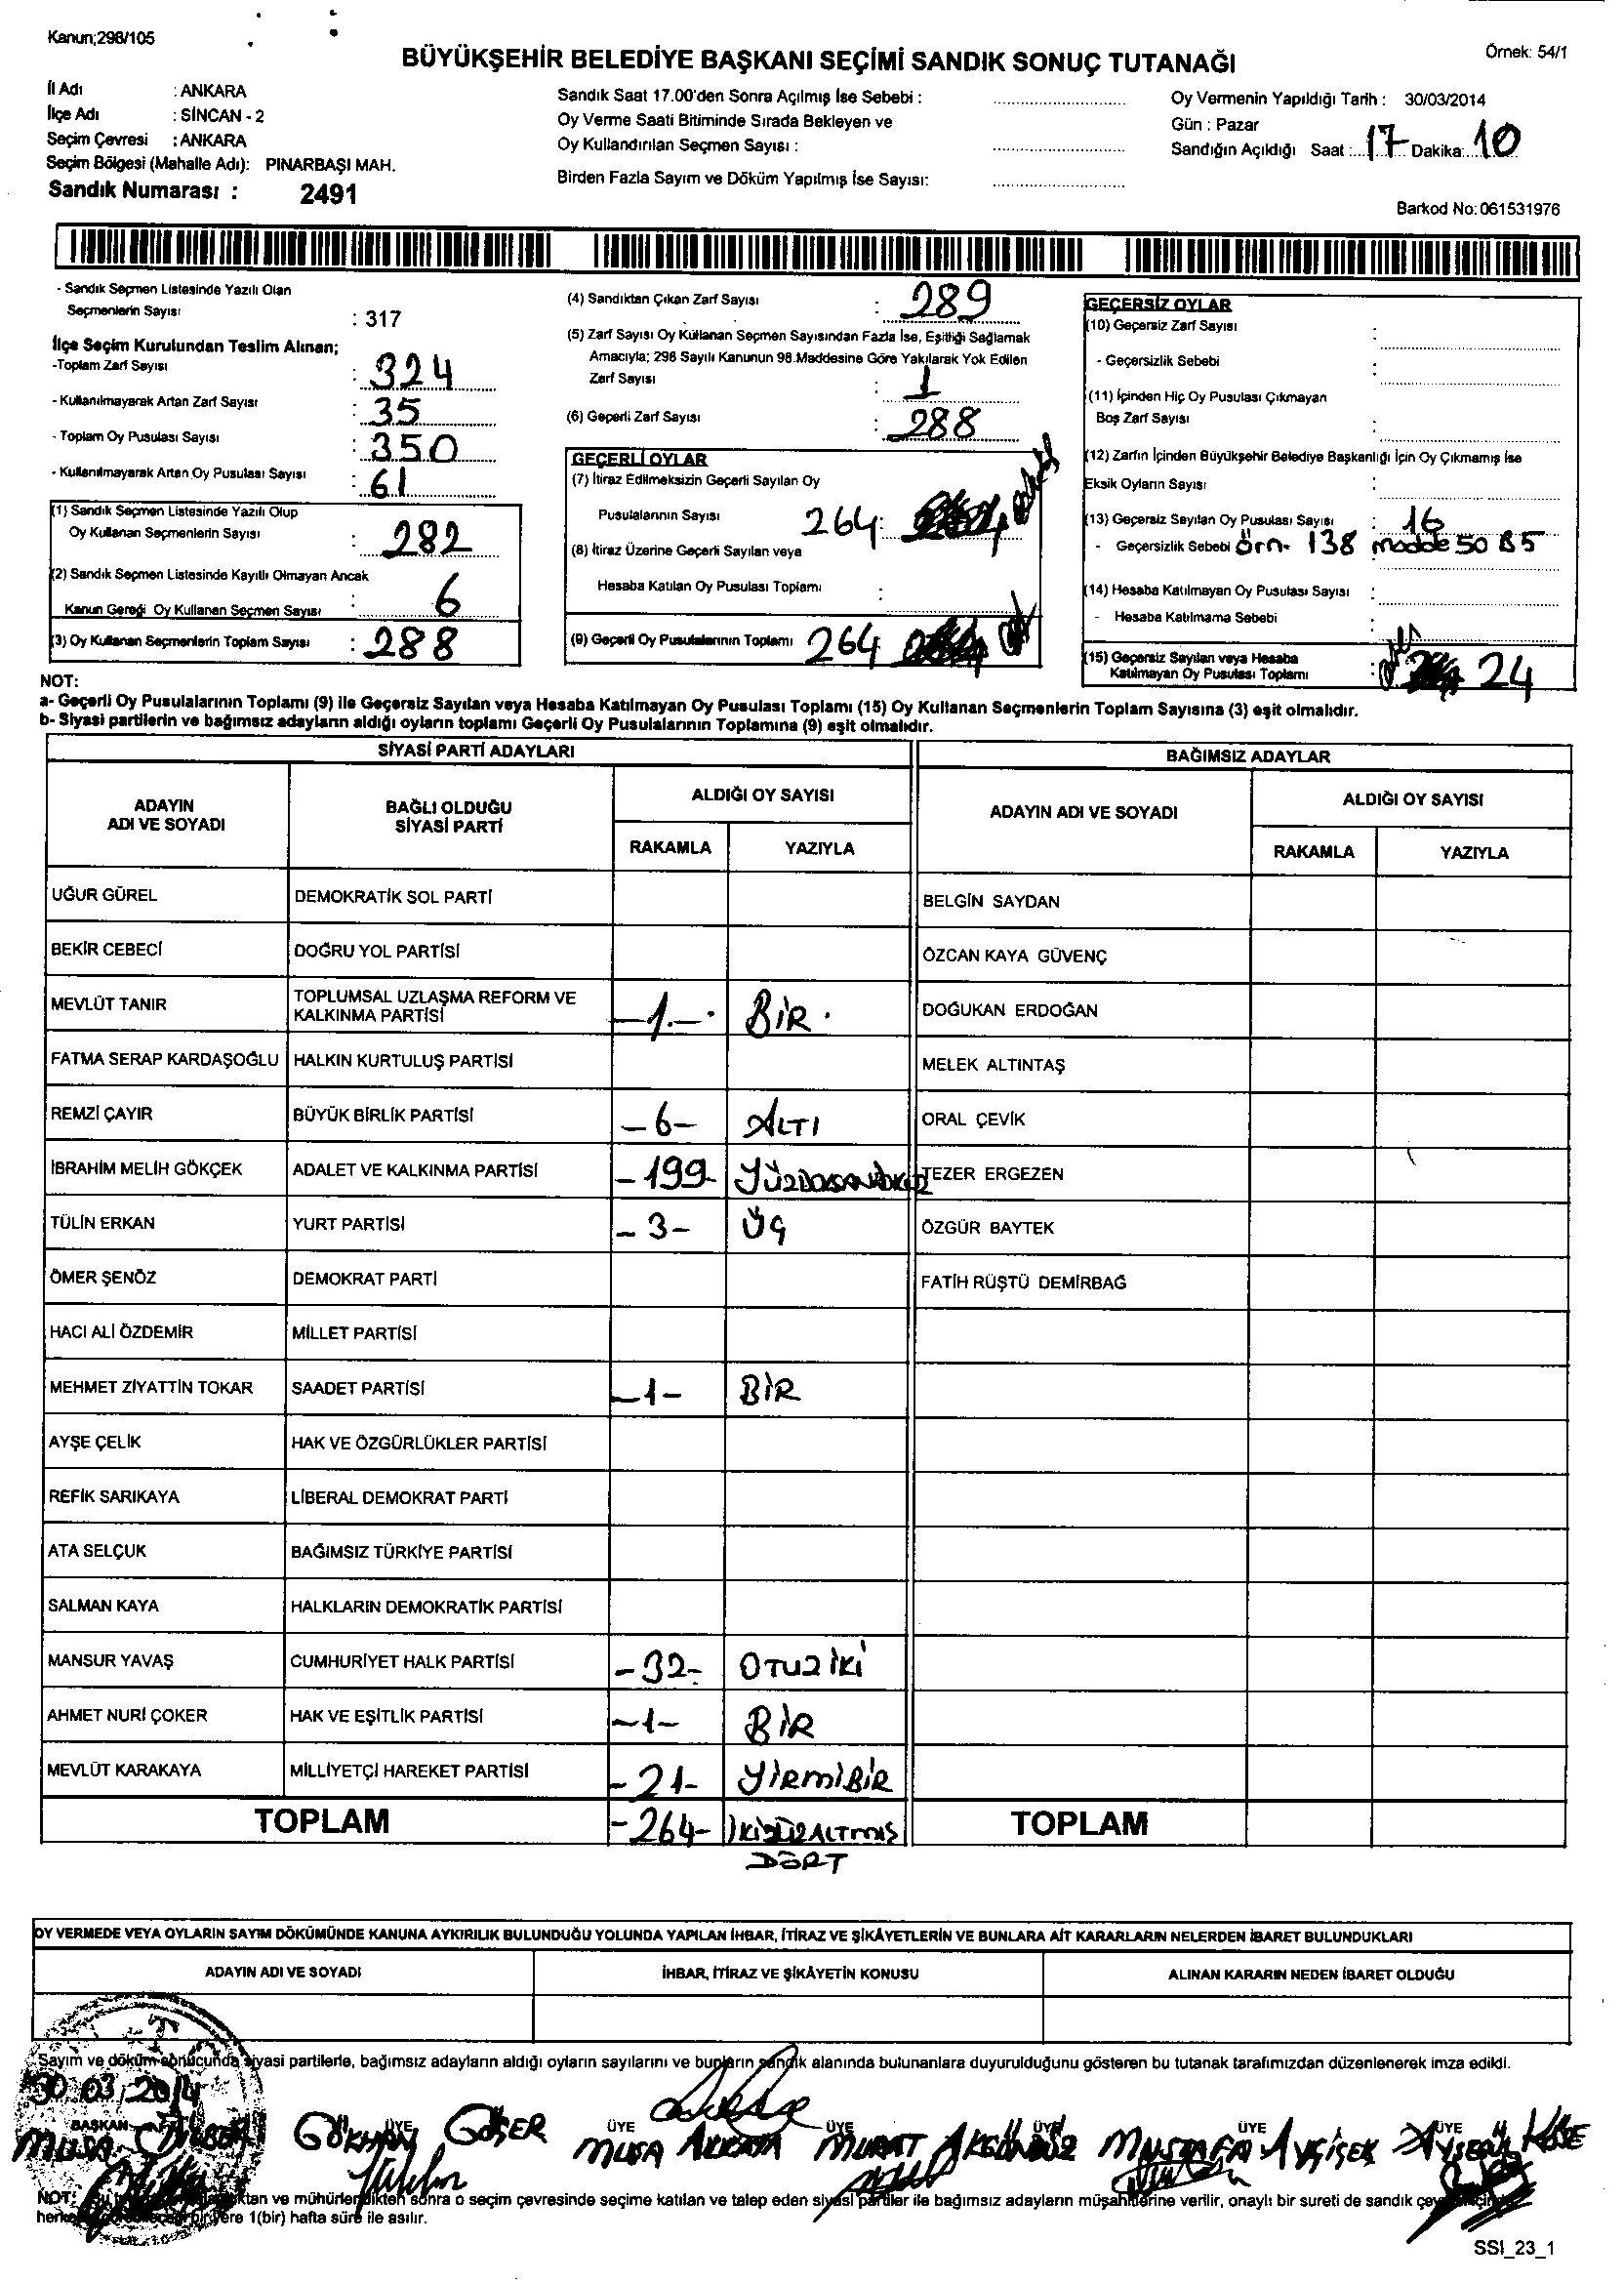 Kanun;298/105
Örnek: 54/1
BÜYÜKŞEHİR BELEDİYE BAŞKANI SEÇİMİ SANDIK SONUÇ TUTANAĞI
İl Adı : ANKARA
İlçe Adı : SİNCAN - 2
Seçim Çevresi : ANKARA
Seçim Bölgesi (Mahalle Adı): PINARBAŞI MAH.
Sandık Numarası : 2491
Sandık Saat 17.00'den Sonra Açılmış İse Sebebi :
Oy Verme Saati Bitiminde Sırada Bekleyen ve
Oy Kullandırılan Seçmen Sayısı :
Birden Fazla Sayım ve Döküm Yapılmış İse Sayısı:
Oy Vermenin Yapıldığı Tarih : 30/03/2014
Gün : Pazar
Sandığın Açıldığı Saat : 17 Dakika: 10
Barkod No:061531976
- Sandık Seçmen Listesinde Yazılı Olan
Seçmenlerin Sayısı : 317
İlçe Seçim Kurulundan Teslim Alınan;
-Toplam Zarf Sayısı : 324
- Kullanılmayarak Artan Zarf Sayısı : 35
- Toplam Oy Pusulası Sayısı : 350
- Kullanılmayarak Artan Oy Pusulası Sayısı : 61
(1) Sandık Seçmen Listesinde Yazılı Olup
Oy Kullanan Seçmenlerin Sayısı : 282
(2) Sandık Seçmen Listesinde Kayıtlı Olmayan Ancak
Kanun Gereği Oy Kullanan Seçmen Sayısı : 6
(3) Oy Kullanan Seçmenlerin Toplam Sayısı : 288
(4) Sandıktan Çıkan Zarf Sayısı : 289
(5) Zarf Sayısı Oy Kullanan Seçmen Sayısından Fazla İse, Eşitliği Sağlamak
Amacıyla; 298 Sayılı Kanunun 98.Maddesine Göre Yakılarak Yok Edilen
Zarf Sayısı : 1
(6) Geçerli Zarf Sayısı : 288
GEÇERLİ OYLAR
(7) İtiraz Edilmeksizin Geçerli Sayılan Oy
Pusulalarının Sayısı 264
(8) İtiraz Üzerine Geçerli Sayılan veya
Hesaba Katılan Oy Pusulası Toplamı :
(9) Geçerli Oy Pusulalarının Toplamı 264
GEÇERSİZ OYLAR
(10) Geçersiz Zarf Sayısı :
- Geçersizlik Sebebi :
(11) İçinden Hiç Oy Pusulası Çıkmayan
Boş Zarf Sayısı :
(12) Zarfın İçinden Büyükşehir Belediye Başkanlığı İçin Oy Çıkmamış İse
Eksik Oyların Sayısı :
(13) Geçersiz Sayılan Oy Pusulası Sayısı : 16
- Geçersizlik Sebebi Örn- 138 madde 50 B5
(14) Hesaba Katılmayan Oy Pusulası Sayısı :
- Hesaba Katılmama Sebebi :
(15) Geçersiz Sayılan veya Hesaba
Katılmayan Oy Pusulası Toplamı : 24
NOT:
a- Geçerli Oy Pusulalarının Toplamı (9) ile Geçersiz Sayılan veya Hesaba Katılmayan Oy Pusulası Toplamı (15) Oy Kullanan Seçmenlerin Toplam Sayısına (3) eşit olmalıdır.
b- Siyasi partilerin ve bağımsız adayların aldığı oyların toplamı Geçerli Oy Pusulalarının Toplamına (9) eşit olmalıdır.
SİYASİ PARTİ ADAYLARI
BAĞIMSIZ ADAYLAR
ADAYIN ADI VE SOYADI
BAĞLI OLDUĞU SİYASİ PARTİ
ALDIĞI OY SAYISI
RAKAMLA YAZIYLA
ADAYIN ADI VE SOYADI
ALDIĞI OY SAYISI
RAKAMLA YAZIYLA
UĞUR GÜREL DEMOKRATİK SOL PARTİ BELGİN SAYDAN
BEKİR CEBECİ DOĞRU YOL PARTİSİ ÖZCAN KAYA GÜVENÇ
MEVLÜT TANIR TOPLUMSAL UZLAŞMA REFORM VE KALKINMA PARTİSİ -1.- BİR. DOĞUKAN ERDOĞAN
FATMA SERAP KARDAŞOĞLU HALKIN KURTULUŞ PARTİSİ MELEK ALTINTAŞ
REMZİ ÇAYIR BÜYÜK BİRLİK PARTİSİ -6- ALTI ORAL ÇEVİK
İBRAHİM MELİH GÖKÇEK ADALET VE KALKINMA PARTİSİ -199- YÜZDOKSANDOKUZ TEZER ERGEZEN
TÜLİN ERKAN YURT PARTİSİ -3- ÜÇ ÖZGÜR BAYTEK
ÖMER ŞENÖZ DEMOKRAT PARTİ FATİH RÜŞTÜ DEMİRBAĞ
HACI ALİ ÖZDEMİR MİLLET PARTİSİ
MEHMET ZİYATTİN TOKAR SAADET PARTİSİ -1- BİR
AYŞE ÇELİK HAK VE ÖZGÜRLÜKLER PARTİSİ
REFİK SARIKAYA LİBERAL DEMOKRAT PARTİ
ATA SELÇUK BAĞIMSIZ TÜRKİYE PARTİSİ
SALMAN KAYA HALKLARIN DEMOKRATİK PARTİSİ
MANSUR YAVAŞ CUMHURİYET HALK PARTİSİ -32- OTUZ İKİ
AHMET NURİ ÇOKER HAK VE EŞİTLİK PARTİSİ -1- BİR
MEVLÜT KARAKAYA MİLLİYETÇİ HAREKET PARTİSİ -21- YİRMİBİR
TOPLAM -264- İKİYÜZALTMIŞ TOPLAM
DÖRT
OY VERMEDE VEYA OYLARIN SAYIM DÖKÜMÜNDE KANUNA AYKIRILIK BULUNDUĞU YOLUNDA YAPILAN İHBAR, İTİRAZ VE ŞİKÂYETLERİN VE BUNLARA AİT KARARLARIN NELERDEN İBARET BULUNDUKLARI
ADAYIN ADI VE SOYADI İHBAR, İTİRAZ VE ŞİKÂYETİN KONUSU ALINAN KARARIN NEDEN İBARET OLDUĞU
Sayım ve döküm sonucunda siyasi partilerle, bağımsız adayların aldığı oyların sayılarını ve bunların sandık alanında bulunanlara duyurulduğunu gösteren bu tutanak tarafımızdan düzenlenerek imza edildi.
30.03.2014
BAŞKAN ÜYE ÜYE ÜYE ÜYE ÜYE
MUSA GÖKHAN GÖÇER MUSA AKKAYA MURAT AKGÜNDÜZ MUSTAFA AVŞİŞEK AYŞEGÜL KÖSE
NOT: ve mühürlendikten sonra o seçim çevresinde seçime katılan ve talep eden siyasi partiler ile bağımsız adayların müşahitlerine verilir, onaylı bir sureti de sandık
bir yere 1(bir) hafta süre ile asılır.
SSI_23_1